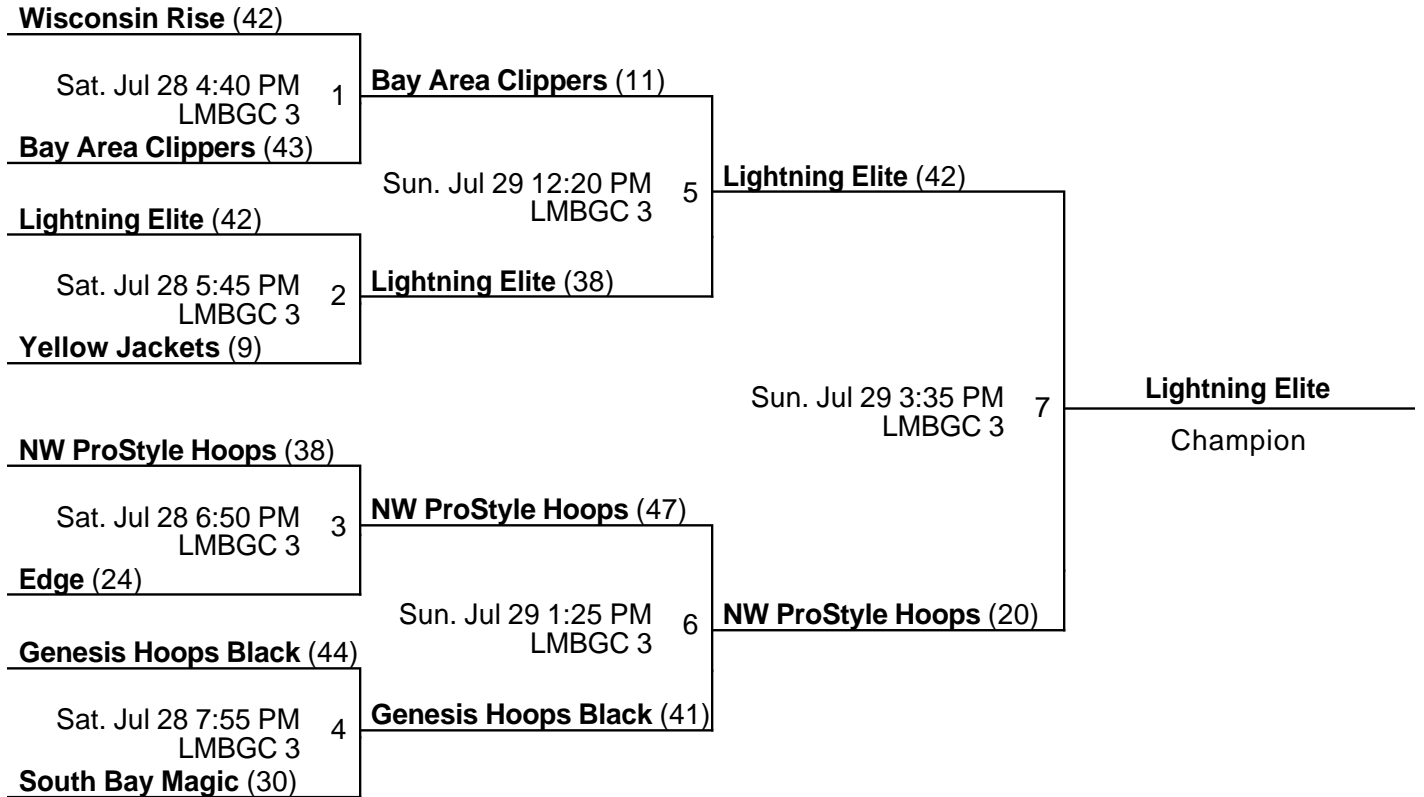 Wisconsin Rise (42)
Sat. Jul 28 4:40 PM
LMBGC 3
1
Bay Area Clippers (43)
Bay Area Clippers (11)
Lightning Elite (42)
Sat. Jul 28 5:45 PM
LMBGC 3
2
Yellow Jackets (9)
Lightning Elite (38)
Sun. Jul 29 12:20 PM
LMBGC 3
5
Lightning Elite (42)
NW ProStyle Hoops (38)
Sat. Jul 28 6:50 PM
LMBGC 3
3
Edge (24)
NW ProStyle Hoops (47)
Genesis Hoops Black (44)
Sat. Jul 28 7:55 PM
LMBGC 3
4
South Bay Magic (30)
Genesis Hoops Black (41)
Sun. Jul 29 1:25 PM
LMBGC 3
6
NW ProStyle Hoops (20)
Sun. Jul 29 3:35 PM
LMBGC 3
7
Lightning Elite
Champion